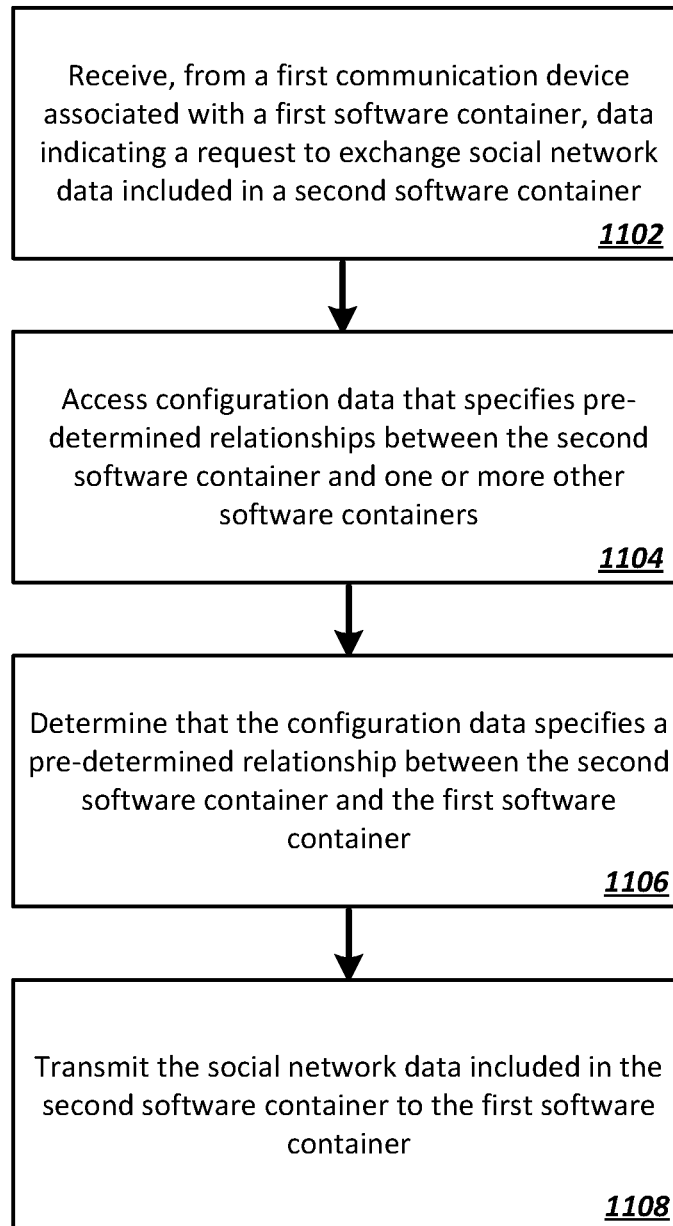 Receive, from a first communication device
associated with a first software container, data
indicating a request to exchange social network
data included in a second software container
1102
Access configuration data that specifies pre-
determined relationships between the second
software container and one or more other
software containers
1104
Determine that the configuration data specifies a
pre-determined relationship between the second
software container and the first software
container
1106
Transmit the social network data included in the
second software container to the first software
container
1108